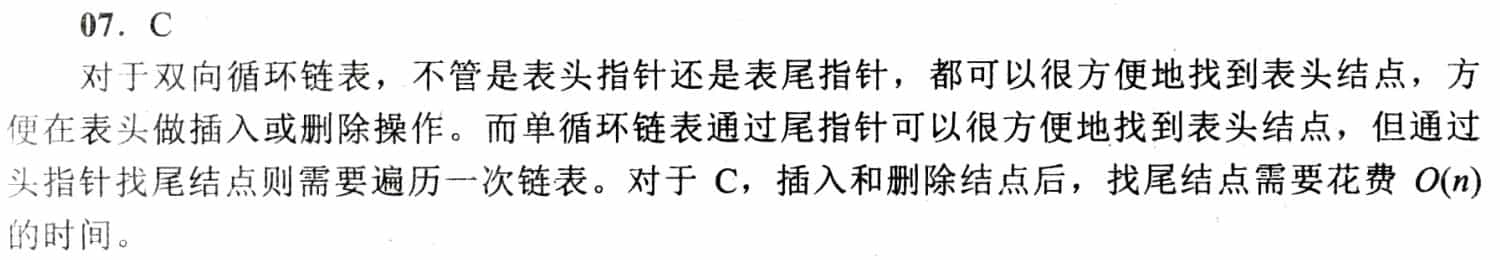 07. C
对于双向循环链表，不管是表头指针还是表尾指针，都可以很方便地找到表头结点，方
便在表头做插入或删除操作。而单循环链表通过尾指针可以很方便地找到表头结点，但通过
头指针找尾结点则需要遍历一次链表。对于 C，插入和删除结点后，找尾结点需要花费 O(n)
的时间。